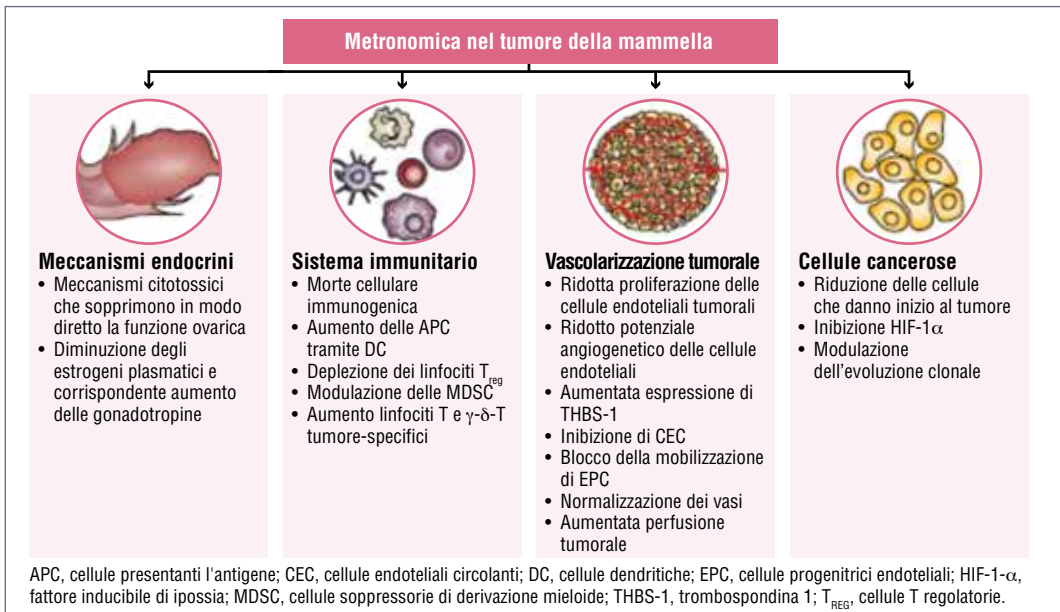 Metronomica nel tumore della mammella
Meccanismi endocrini
• Meccanismi citotossici
che sopprimono in modo
diretto la funzione ovarica
• Diminuzione degli
estrogeni plasmatici e
corrispondente aumento
delle gonadotropine
Sistema immunitario
• Morte cellulare
immunogenica
• Aumento delle APC
tramite DC
• Deplezione dei linfociti Treg
• Modulazione delle MDSC
• Aumento linfociti T e γ-δ-T
tumore-specifici
Vascolarizzazione tumorale
• Ridotta proliferazione delle
cellule endoteliali tumorali
• Ridotto potenziale
angiogenetico delle cellule
endoteliali
• Aumentata espressione di
THBS-1
• Inibizione di CEC
• Blocco della mobilizzazione
di EPC
• Normalizzazione dei vasi
• Aumentata perfusione
tumorale
Cellule cancerose
• Riduzione delle cellule
che danno inizio al tumore
• Inibizione HIF-1α
• Modulazione
dell’evoluzione clonale
APC, cellule presentanti l'antigene; CEC, cellule endoteliali circolanti; DC, cellule dendritiche; EPC, cellule progenitrici endoteliali; HIF-1-α,
fattore inducibile di ipossia; MDSC, cellule soppressorie di derivazione mieloide; THBS-1, trombospondina 1; TREG, cellule T regolatorie.